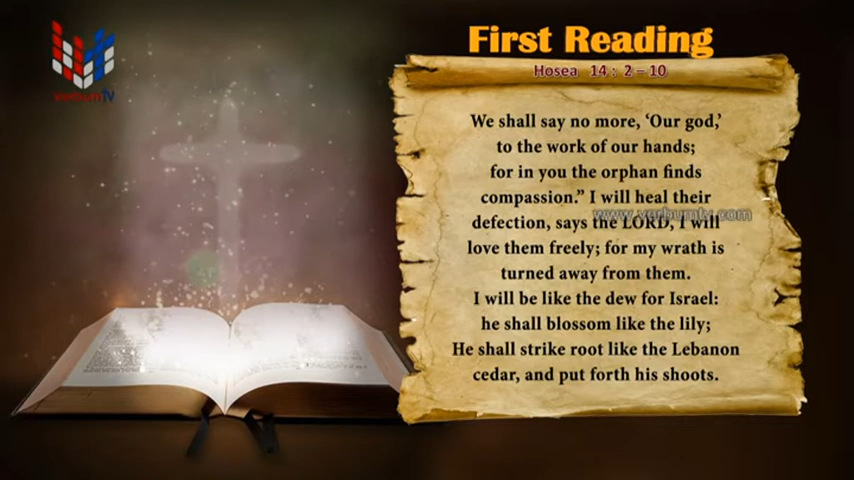 VerbumTV
First Reading
Hosea 14 : 2 – 10
We shall say no more, ‘Our god,’
to the work of our hands;
for in you the orphan finds
compassion.” I will heal their
www.verbumtv.com
defection, says the LORD, I will
love them freely; for my wrath is
turned away from them.
I will be like the dew for Israel:
he shall blossom like the lily;
He shall strike root like the Lebanon
cedar, and put forth his shoots.